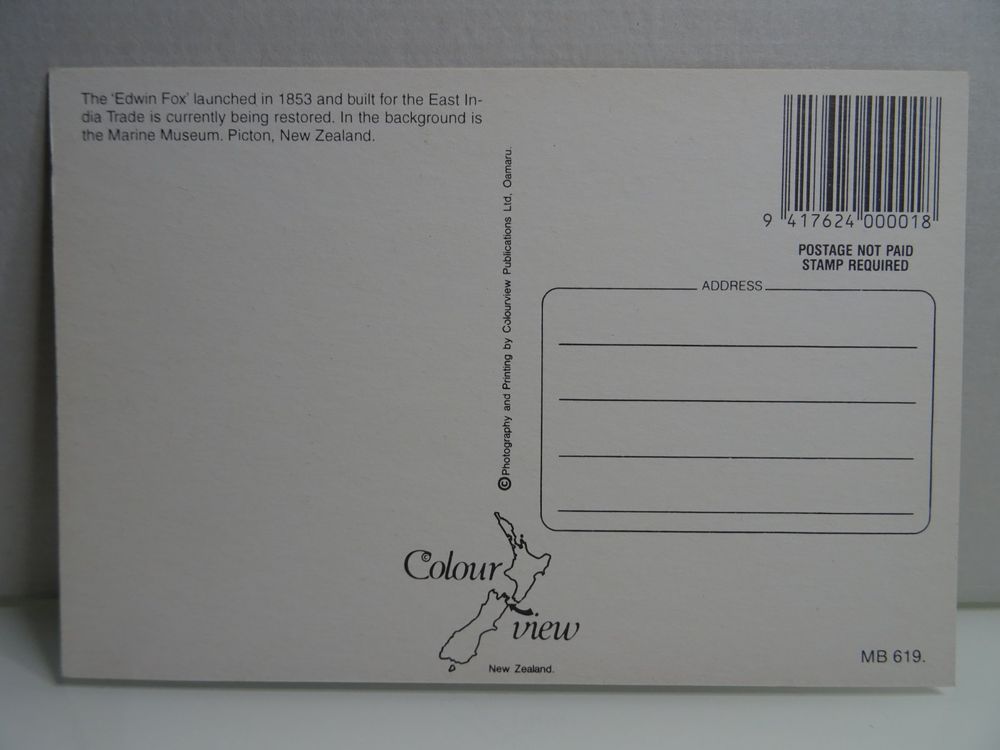 The 'Edwin Fox' launched in 1853 and built for the East In-
dia Trade is currently being restored. In the background is
the Marine Museum. Picton, New Zealand.
© Photography and Printing by Colourview Publications Ltd, Oamaru.
9 417624 000018
POSTAGE NOT PAID
STAMP REQUIRED
ADDRESS
Colour ©
view
New Zealand.
MB 619.